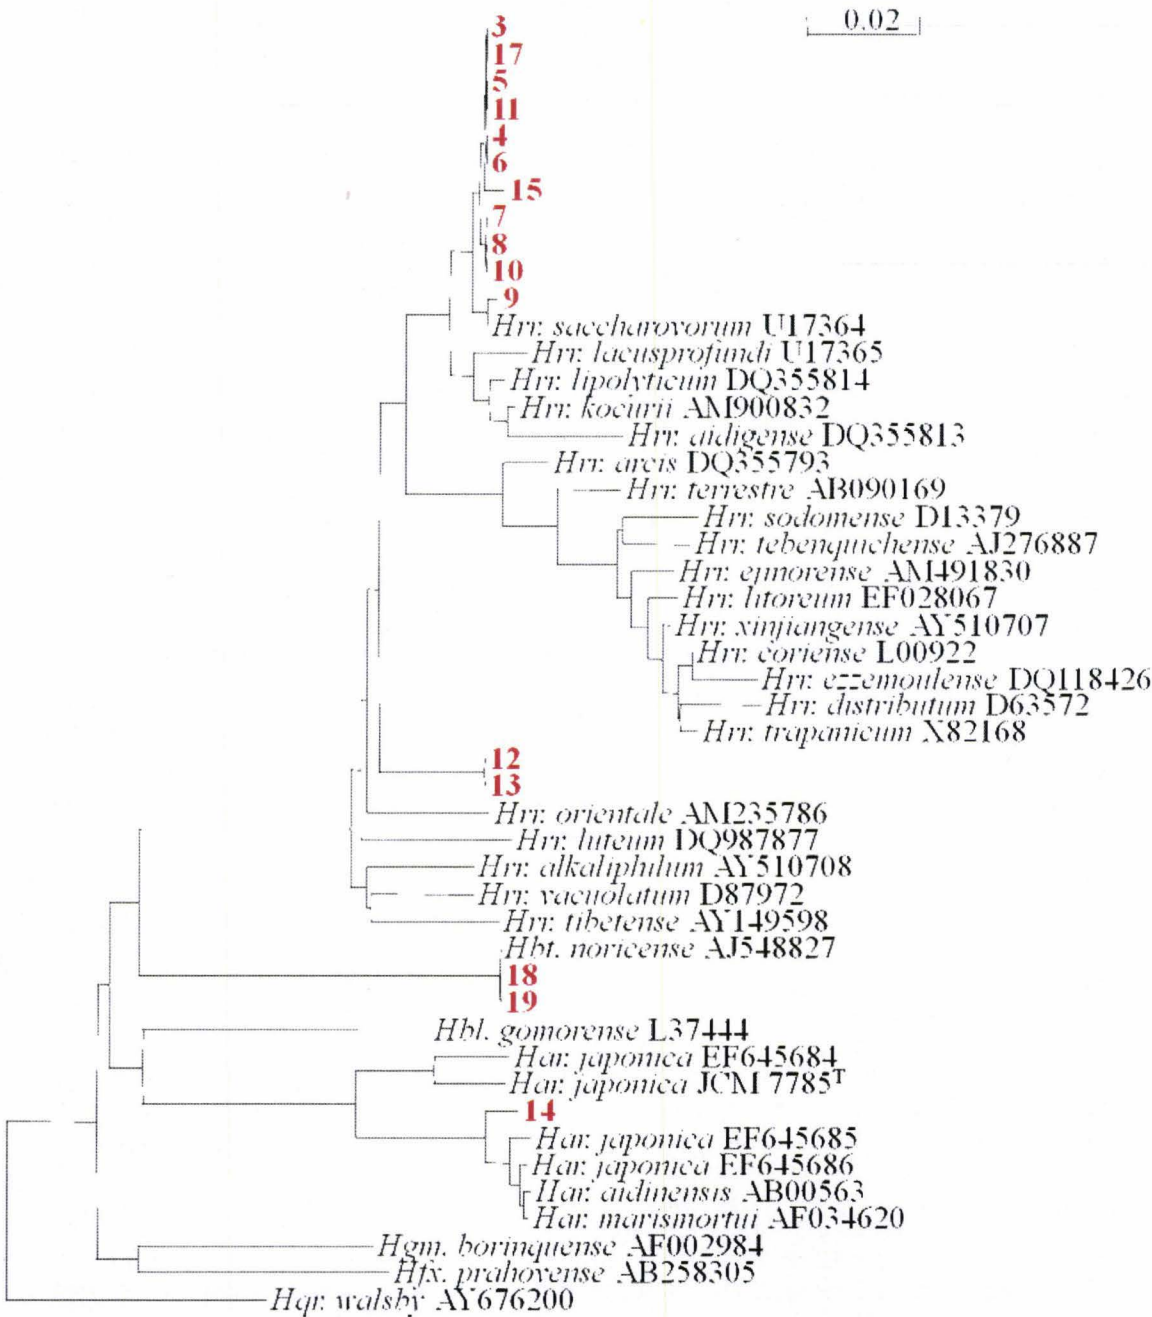 0.02
3
17
5
11
4
6
15
7
8
10
9
Hrr. saccharovorum U17364
Hrr. lacusprofundi U17365
Hrr. lipolyticum DQ355814
Hrr. kocurii AM900832
Hrr. aidigense DQ355813
Hrr. arcis DQ355793
Hrr. terrestre AB090169
Hrr. sodomense D13379
Hrr. tebenquichense AJ276887
Hrr. ejinorense AM491830
Hrr. litoreum EF028067
Hrr. xinjiangense AY510707
Hrr. coriense L00922
Hrr. ezzemoulense DQ118426
Hrr. distributum D63572
Hrr. trapanicum X82168
12
13
Hrr. orientale AM235786
Hrr. luteum DQ987877
Hrr. alkaliphilum AY510708
Hrr. vacuolatum D87972
Hrr. tibetense AY149598
Hbt. noricense AJ548827
18
19
Hbl. gomorense L37444
Har. japonica EF645684
Har. japonica JCM 7785ᵀ
14
Har. japonica EF645685
Har. japonica EF645686
Har. aidinensis AB00563
Har. marismortui AF034620
Hgm. borinquense AF002984
Hfx. prahovense AB258305
Hqr. walsby AY676200